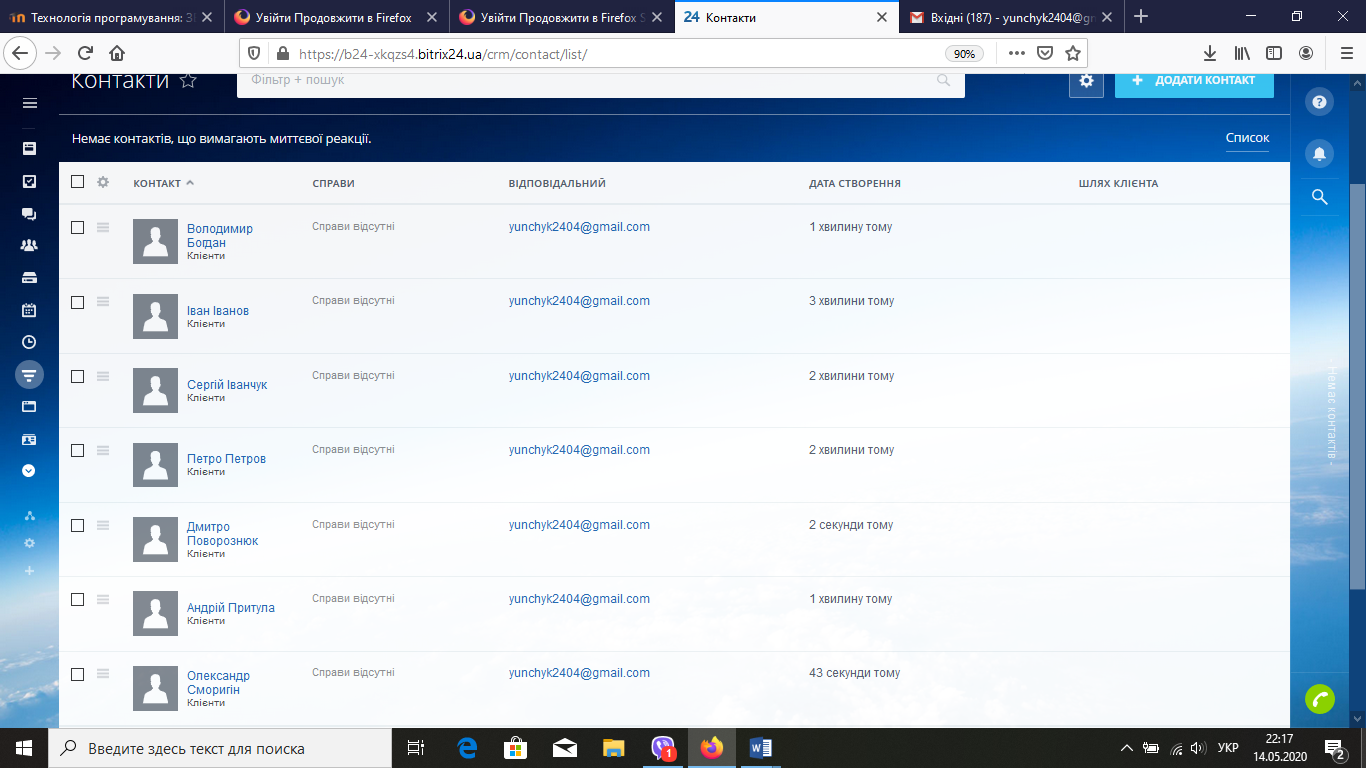 Технологія програмування: ЗІ
Увійти Продовжити в Firefox
Увійти Продовжити в Firefox S
24 Контакти
Вхідні (187) - yunchyk2404@gm
https://b24-xkqzs4.bitrix24.ua/crm/contact/list/
90%
Контакти
Фільтр + пошук
ДОДАТИ КОНТАКТ
Немає контактів, що вимагають миттєвої реакції.
Список
КОНТАКТ СПРАВИ ВІДПОВІДАЛЬНИЙ ДАТА СТВОРЕННЯ ШЛЯХ КЛІЄНТА
Володимир Справи відсутні yunchyk2404@gmail.com 1 хвилину тому
Богдан
Клієнти
Іван Іванов Справи відсутні yunchyk2404@gmail.com 3 хвилини тому
Клієнти
Сергій Іванчук Справи відсутні yunchyk2404@gmail.com 2 хвилини тому
Клієнти
Петро Петров Справи відсутні yunchyk2404@gmail.com 2 хвилини тому
Клієнти
Дмитро Справи відсутні yunchyk2404@gmail.com 2 секунди тому
Поворознюк
Клієнти
Андрій Притула Справи відсутні yunchyk2404@gmail.com 1 хвилину тому
Клієнти
Олександр Справи відсутні yunchyk2404@gmail.com 43 секунди тому
Сморигін
Клієнти
Немає контактів -
Введите здесь текст для поиска
1
УКР
22:17
14.05.2020
2